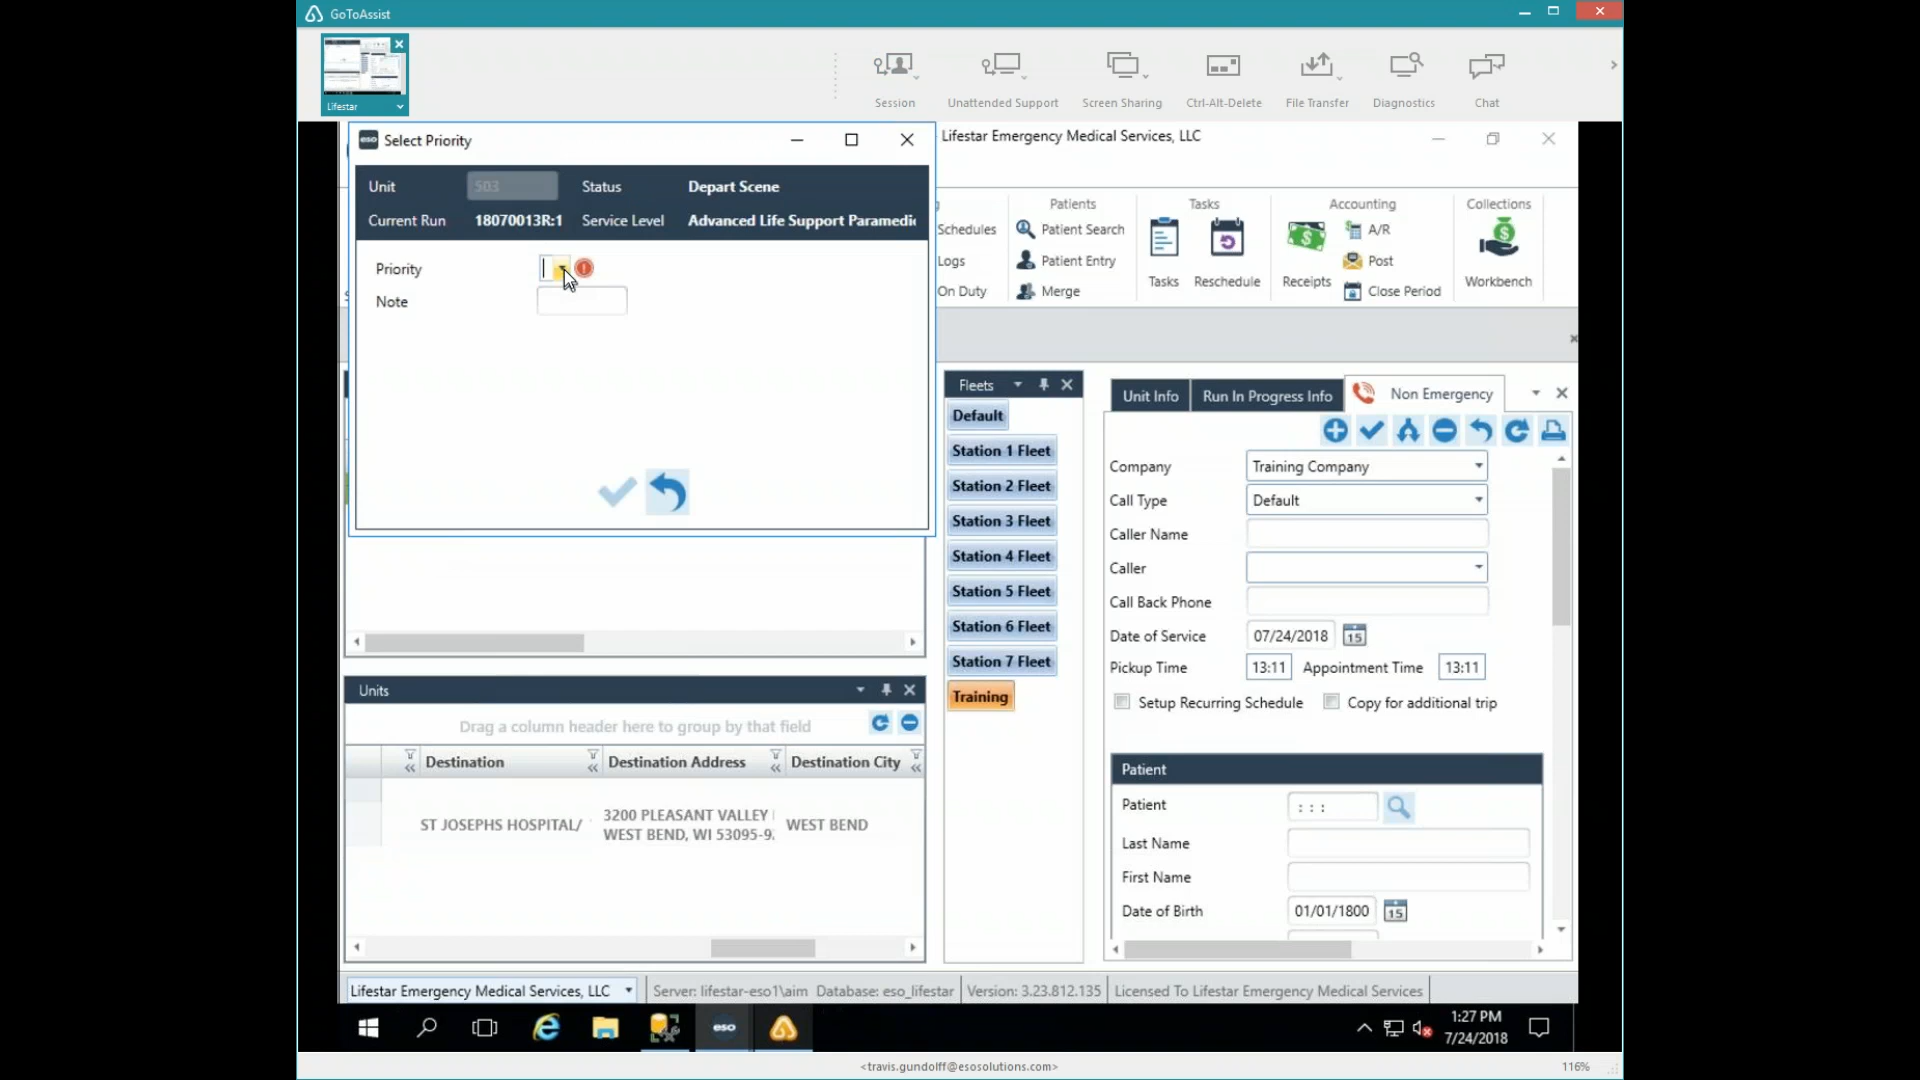 GoToAssist
Lifestar
Session
Unattended Support
Screen Sharing
Ctrl-Alt-Delete
File Transfer
Diagnostics
Chat
eso Select Priority
Unit 503 Status Depart Scene
Current Run 18070013R:1 Service Level Advanced Life Support Paramedic
Priority
Note
Lifestar Emergency Medical Services, LLC
Patients
Tasks
Accounting
Collections
Schedules
Patient Search
A/R
Logs
Patient Entry
Post
On Duty
Merge
Tasks
Reschedule
Receipts
Close Period
Workbench
Fleets
Default
Station 1 Fleet
Station 2 Fleet
Station 3 Fleet
Station 4 Fleet
Station 5 Fleet
Station 6 Fleet
Station 7 Fleet
Training
Unit Info
Run In Progress Info
Non Emergency
Company Training Company
Call Type Default
Caller Name
Caller
Call Back Phone
Date of Service 07/24/2018 15
Pickup Time 13:11 Appointment Time 13:11
Setup Recurring Schedule Copy for additional trip
Patient
Patient : : :
Last Name
First Name
Date of Birth 01/01/1800 15
Units
Drag a column header here to group by that field
Destination Destination Address Destination City
ST JOSEPHS HOSPITAL/
3200 PLEASANT VALLEY
WEST BEND, WI 53095-9
WEST BEND
Lifestar Emergency Medical Services, LLC
Server: lifestar-eso1\aim Database: eso_lifestar
Version: 3.23.812.135
Licensed To Lifestar Emergency Medical Services
eso
1:27 PM
7/24/2018
<travis.gundolff@esosolutions.com>
116%